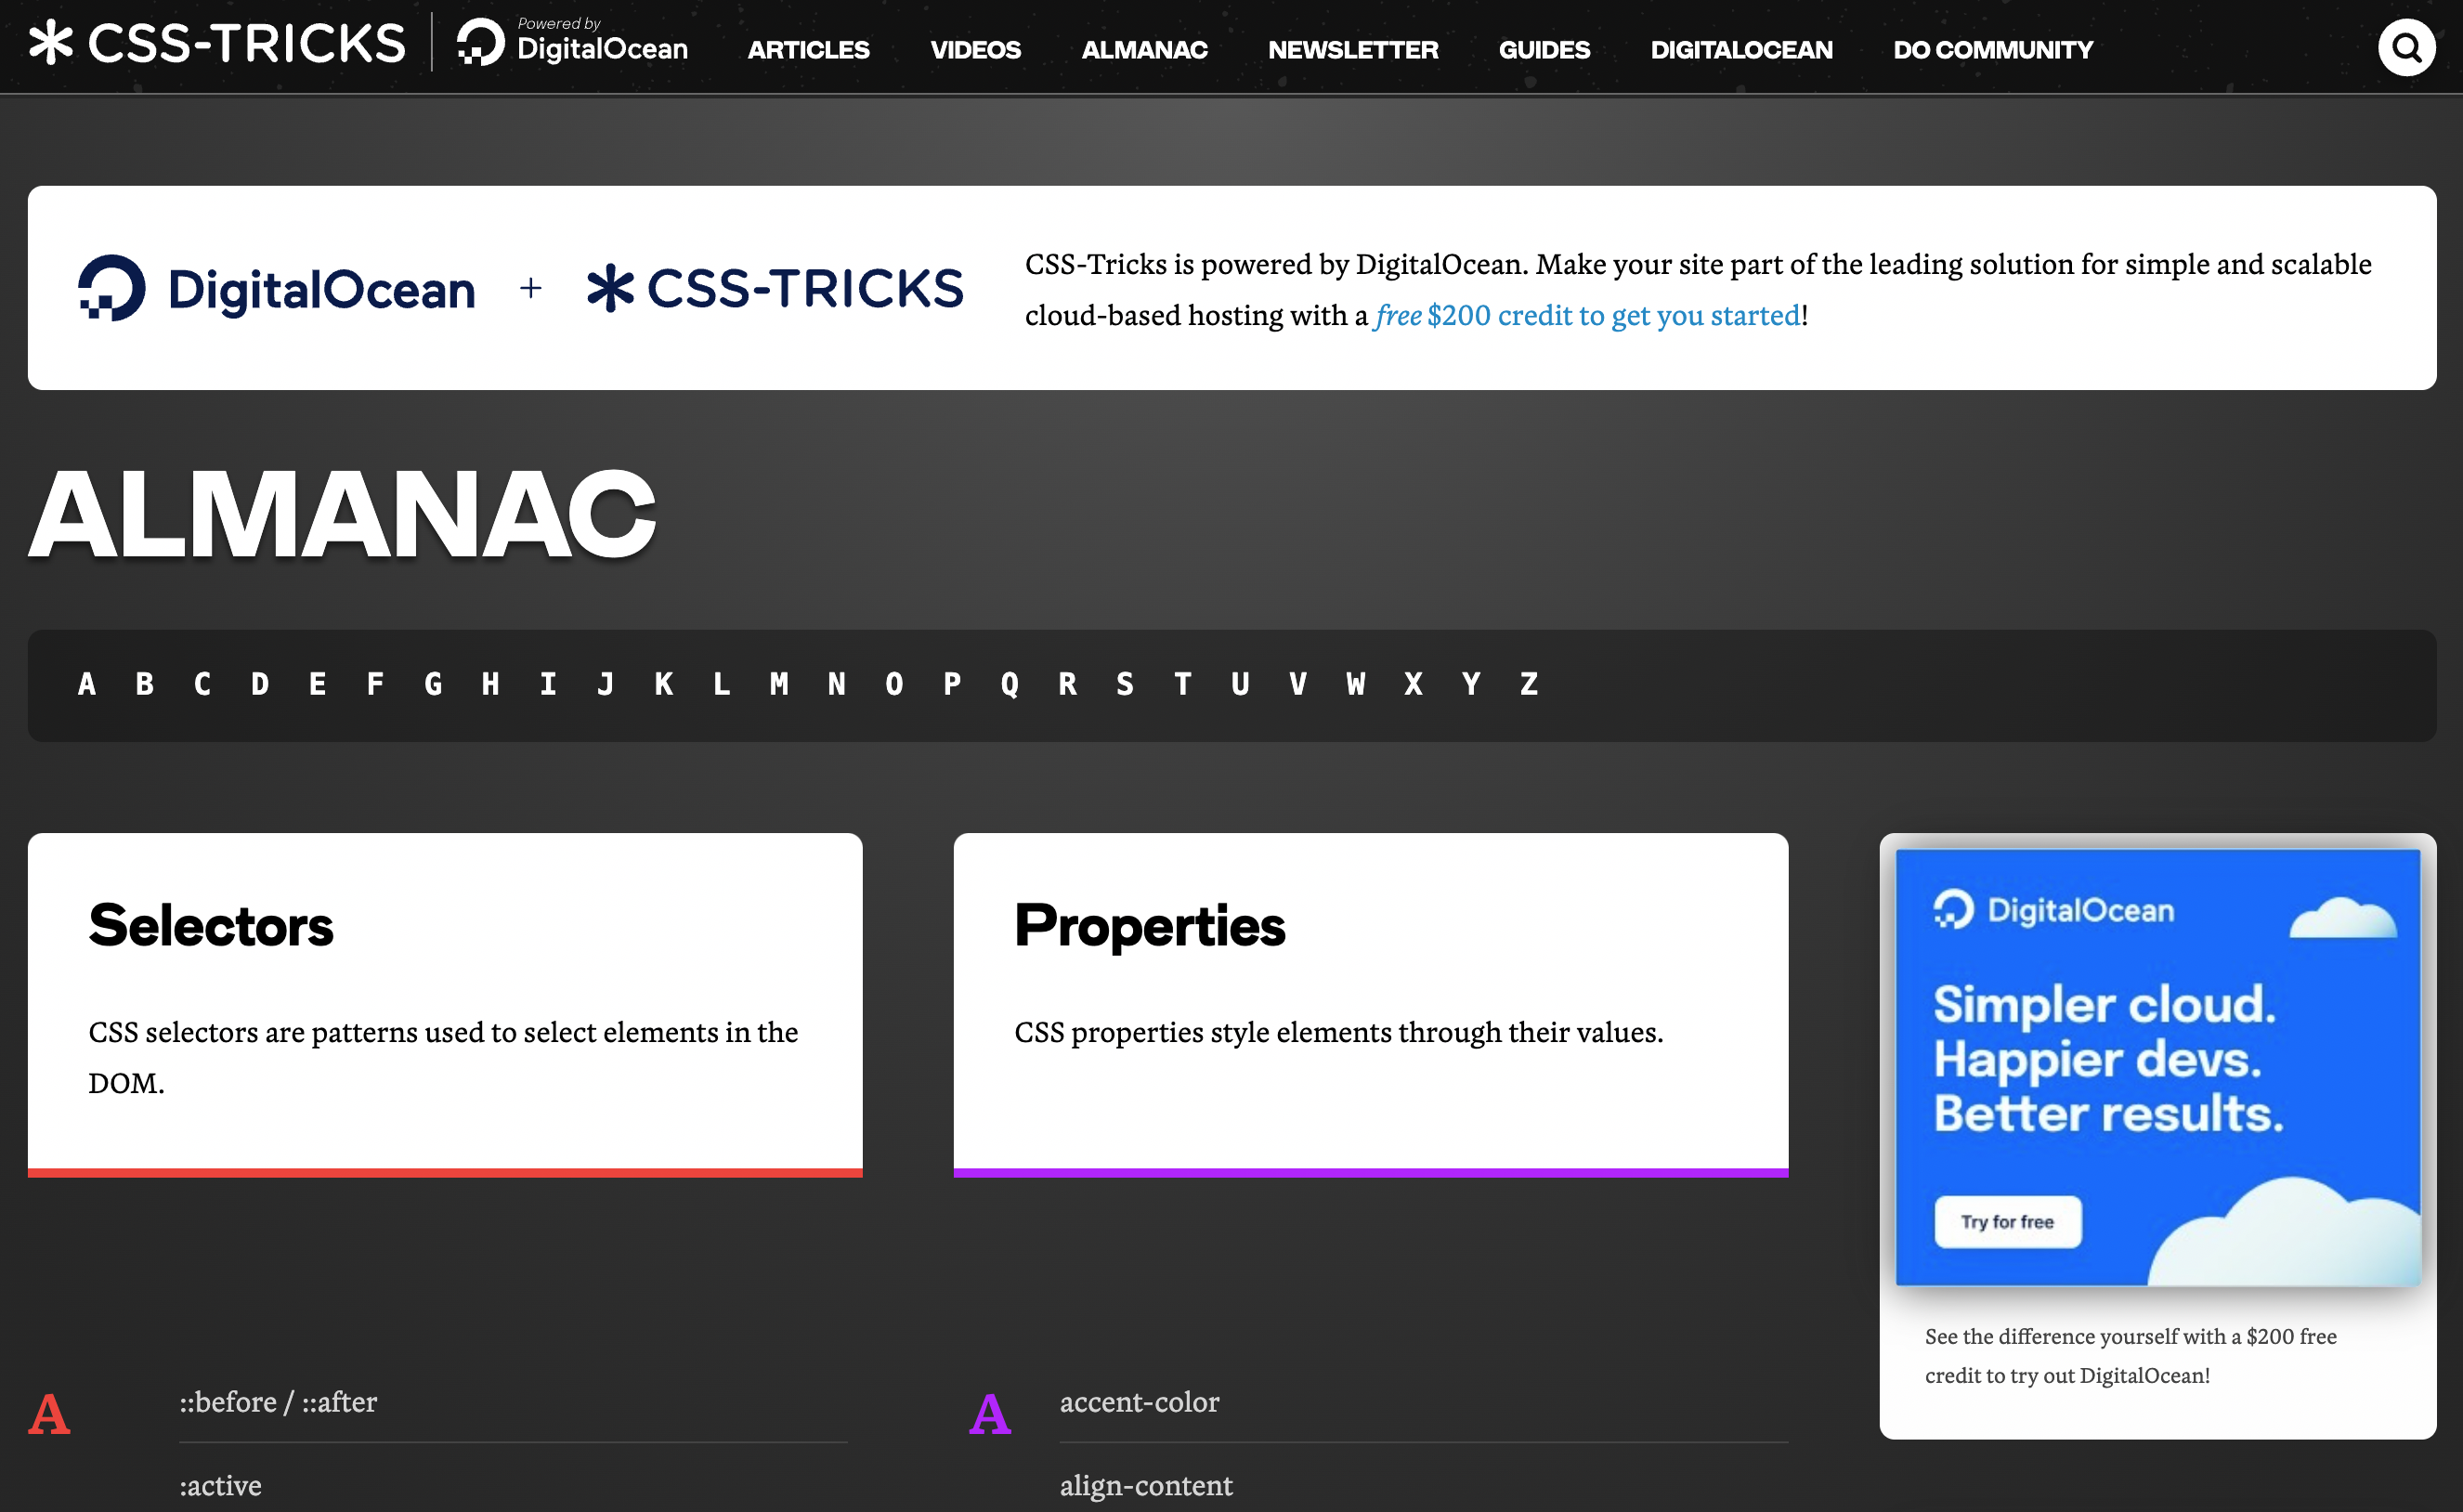 CSS-TRICKS
Powered by
DigitalOcean
ARTICLES VIDEOS ALMANAC NEWSLETTER GUIDES DIGITALOCEAN DO COMMUNITY
DigitalOcean + CSS-TRICKS
CSS-Tricks is powered by DigitalOcean. Make your site part of the leading solution for simple and scalable
cloud-based hosting with a free $200 credit to get you started!
ALMANAC
A B C D E F G H I J K L M N O P Q R S T U V W X Y Z
Selectors
CSS selectors are patterns used to select elements in the
DOM.
Properties
CSS properties style elements through their values.
DigitalOcean
Simpler cloud.
Happier devs.
Better results.
Try for free
See the difference yourself with a $200 free
credit to try out DigitalOcean!
A
::before / ::after
:active
A
accent-color
align-content